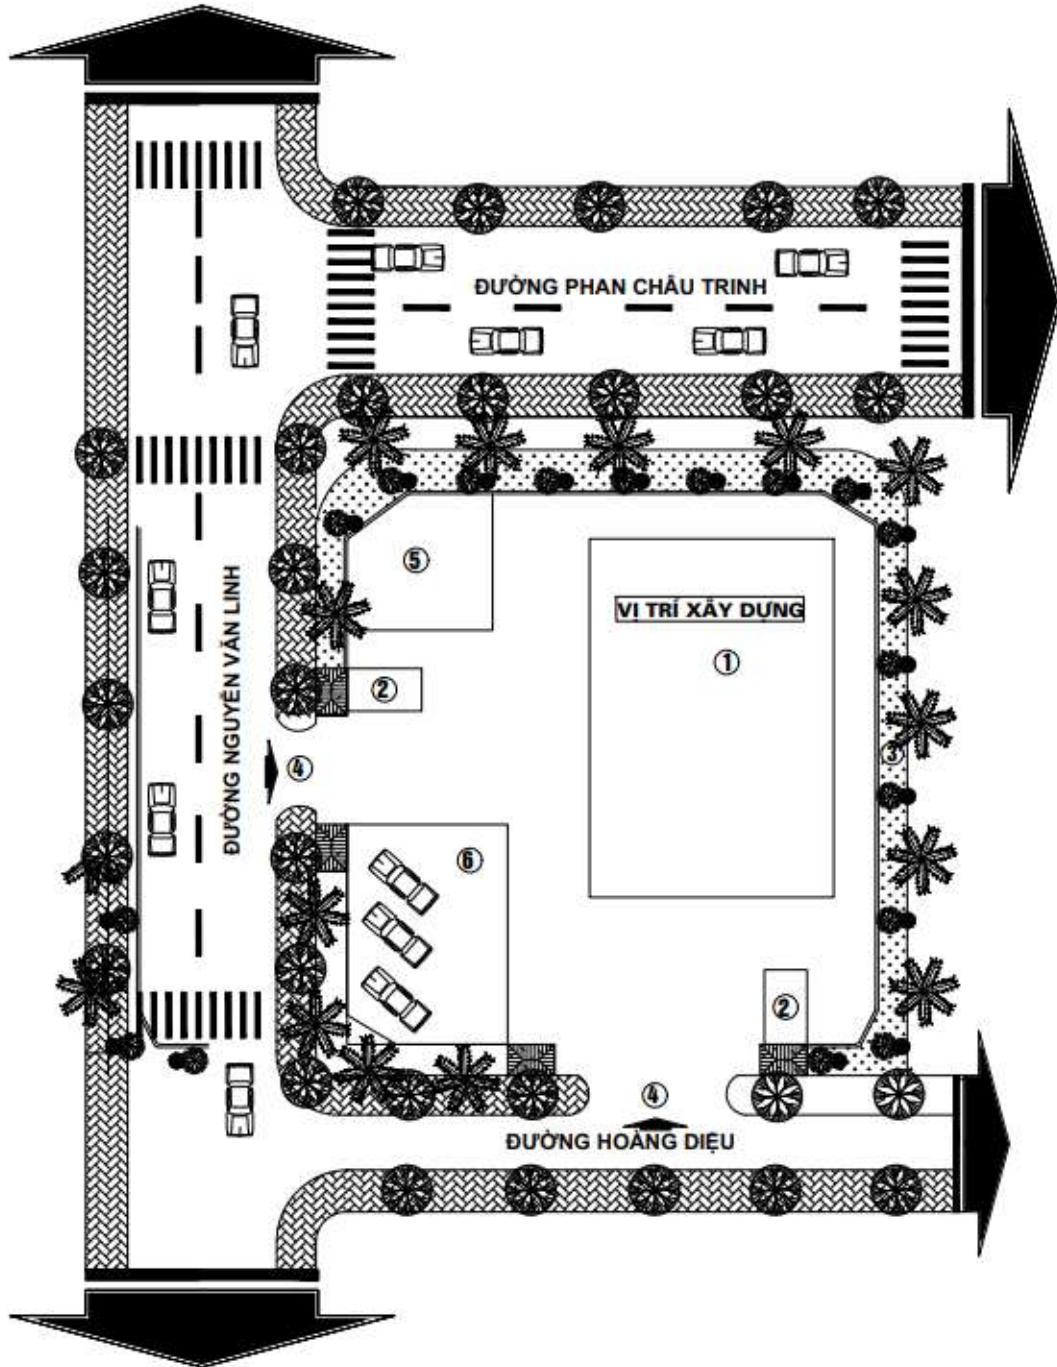 ĐƯỜNG PHAN CHÂU TRINH
⑤
VỊ TRÍ XÂY DỰNG
①
②
ĐƯỜNG NGUYỄN VĂN LINH
④
③
⑥
②
④
ĐƯỜNG HOÀNG DIỆU